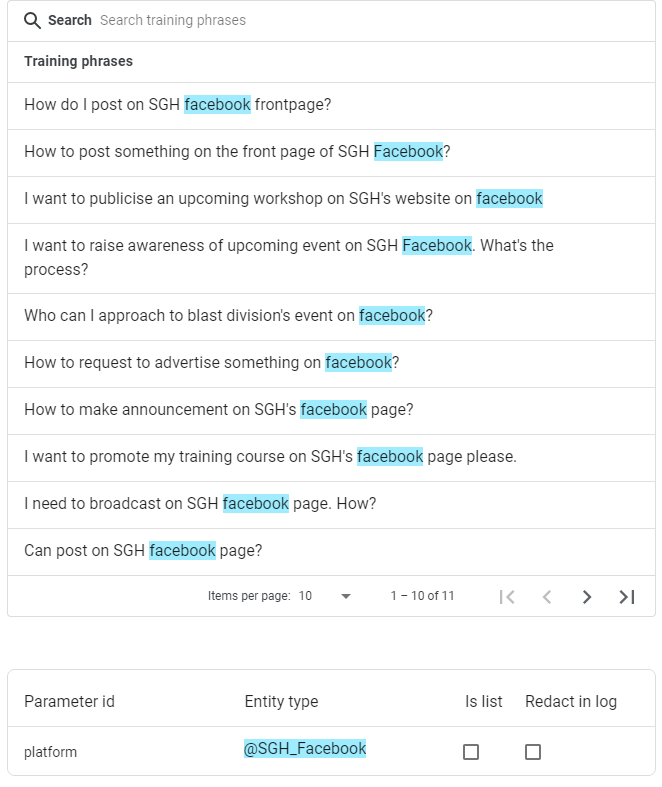 Search Search training phrases
Training phrases
How do I post on SGH facebook frontpage?
How to post something on the front page of SGH Facebook?
I want to publicise an upcoming workshop on SGH's website on facebook
I want to raise awareness of upcoming event on SGH Facebook. What's the
process?
Who can I approach to blast division's event on facebook?
How to request to advertise something on facebook?
How to make announcement on SGH's facebook page?
I want to promote my training course on SGH's facebook page please.
I need to broadcast on SGH facebook page. How?
Can post on SGH facebook page?
Items per page: 10 1 – 10 of 11
Parameter id Entity type Is list Redact in log
platform @SGH_Facebook